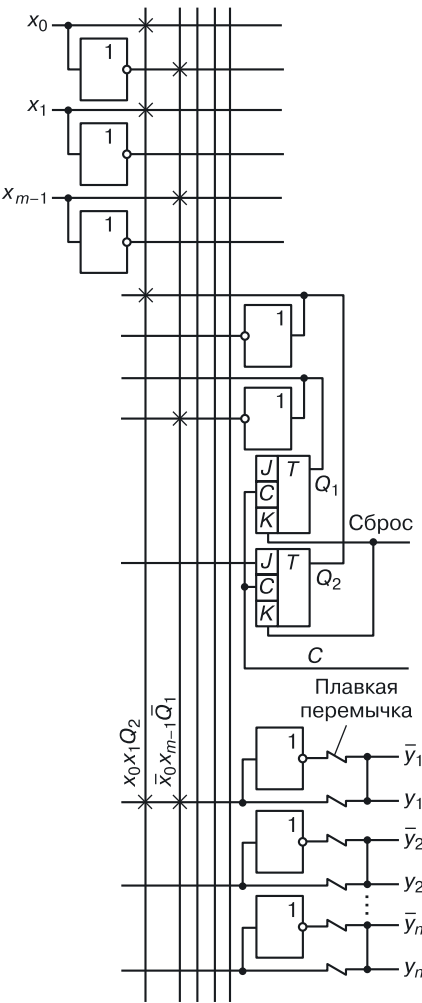 x₀
1
x₁
1
xₘ₋₁
1
1
1
J T
C
K
Q₁
Сброс
J T
C
K
Q₂
C
Плавкая
перемычка
x₀x₁Q₂
x̄₀xₘ₋₁Q̄₁
1
ȳ₁
y₁
1
ȳ₂
y₂
1
ȳₙ
yₙ